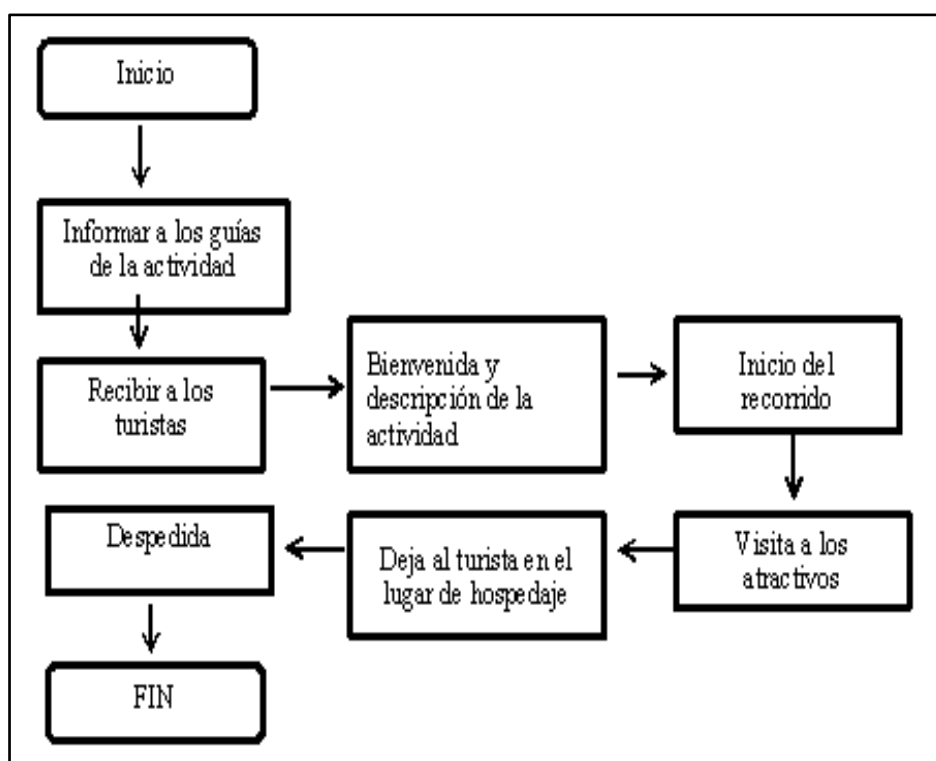 Inicio
Informar a los guías
de la actividad
Recibir a los
turistas
Bienvenida y
descripción de la
actividad
Inicio del
recorrido
Visita a los
atractivos
Deja al turista en el
lugar de hospedaje
Despedida
FIN